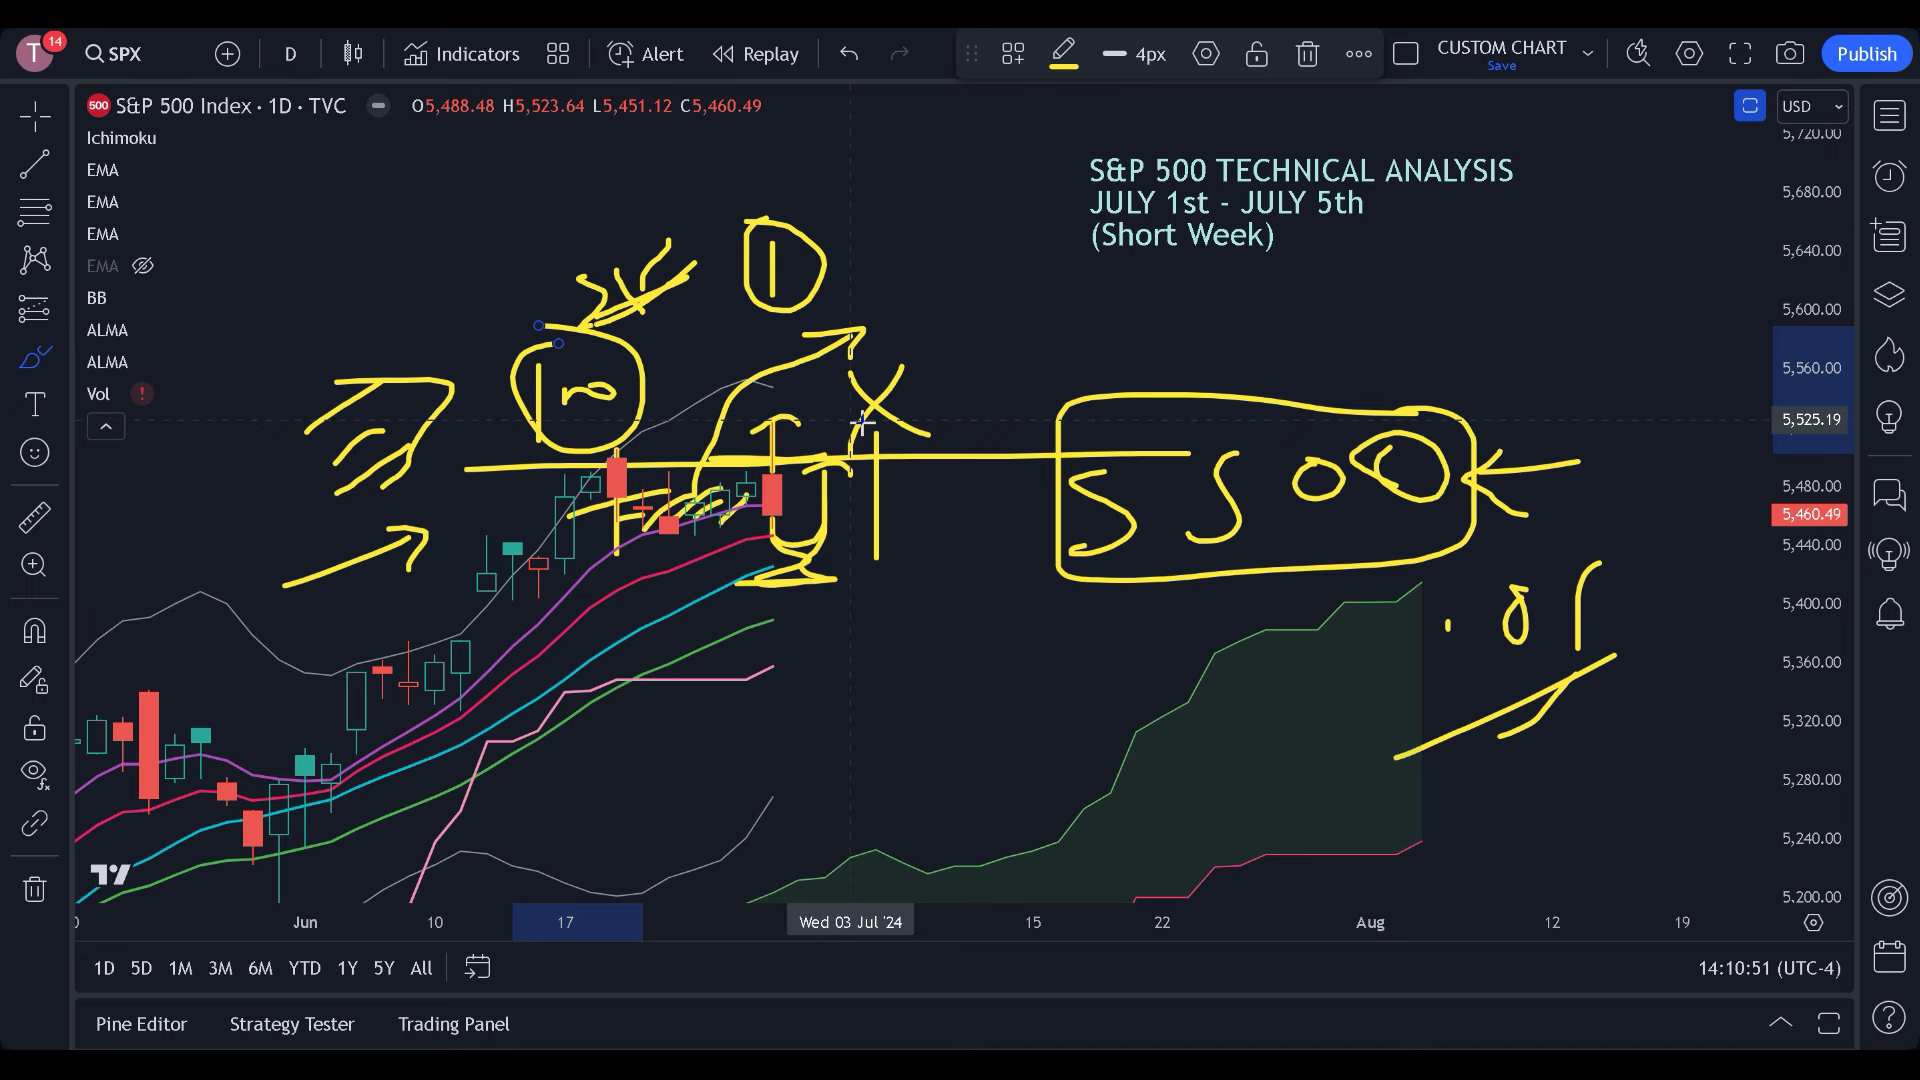 T 14 SPX D Indicators Alert Replay 4px CUSTOM CHART Save Publish
500 S&P 500 Index · 1D · TVC O5,488.48 H5,523.64 L5,451.12 C5,460.49 USD
Ichimoku
EMA
EMA
EMA
EMA
BB
ALMA
ALMA
Vol
S&P 500 TECHNICAL ANALYSIS
JULY 1st - JULY 5th
(Short Week)
1
5500
5,720.00
5,680.00
5,640.00
5,600.00
5,560.00
5,525.19
5,480.00
5,460.49
5,440.00
5,400.00
5,360.00
5,320.00
5,280.00
5,240.00
5,200.00
Jun 10 17 Wed 03 Jul '24 15 22 Aug 12 19
1D 5D 1M 3M 6M YTD 1Y 5Y All 14:10:51 (UTC-4)
Pine Editor Strategy Tester Trading Panel